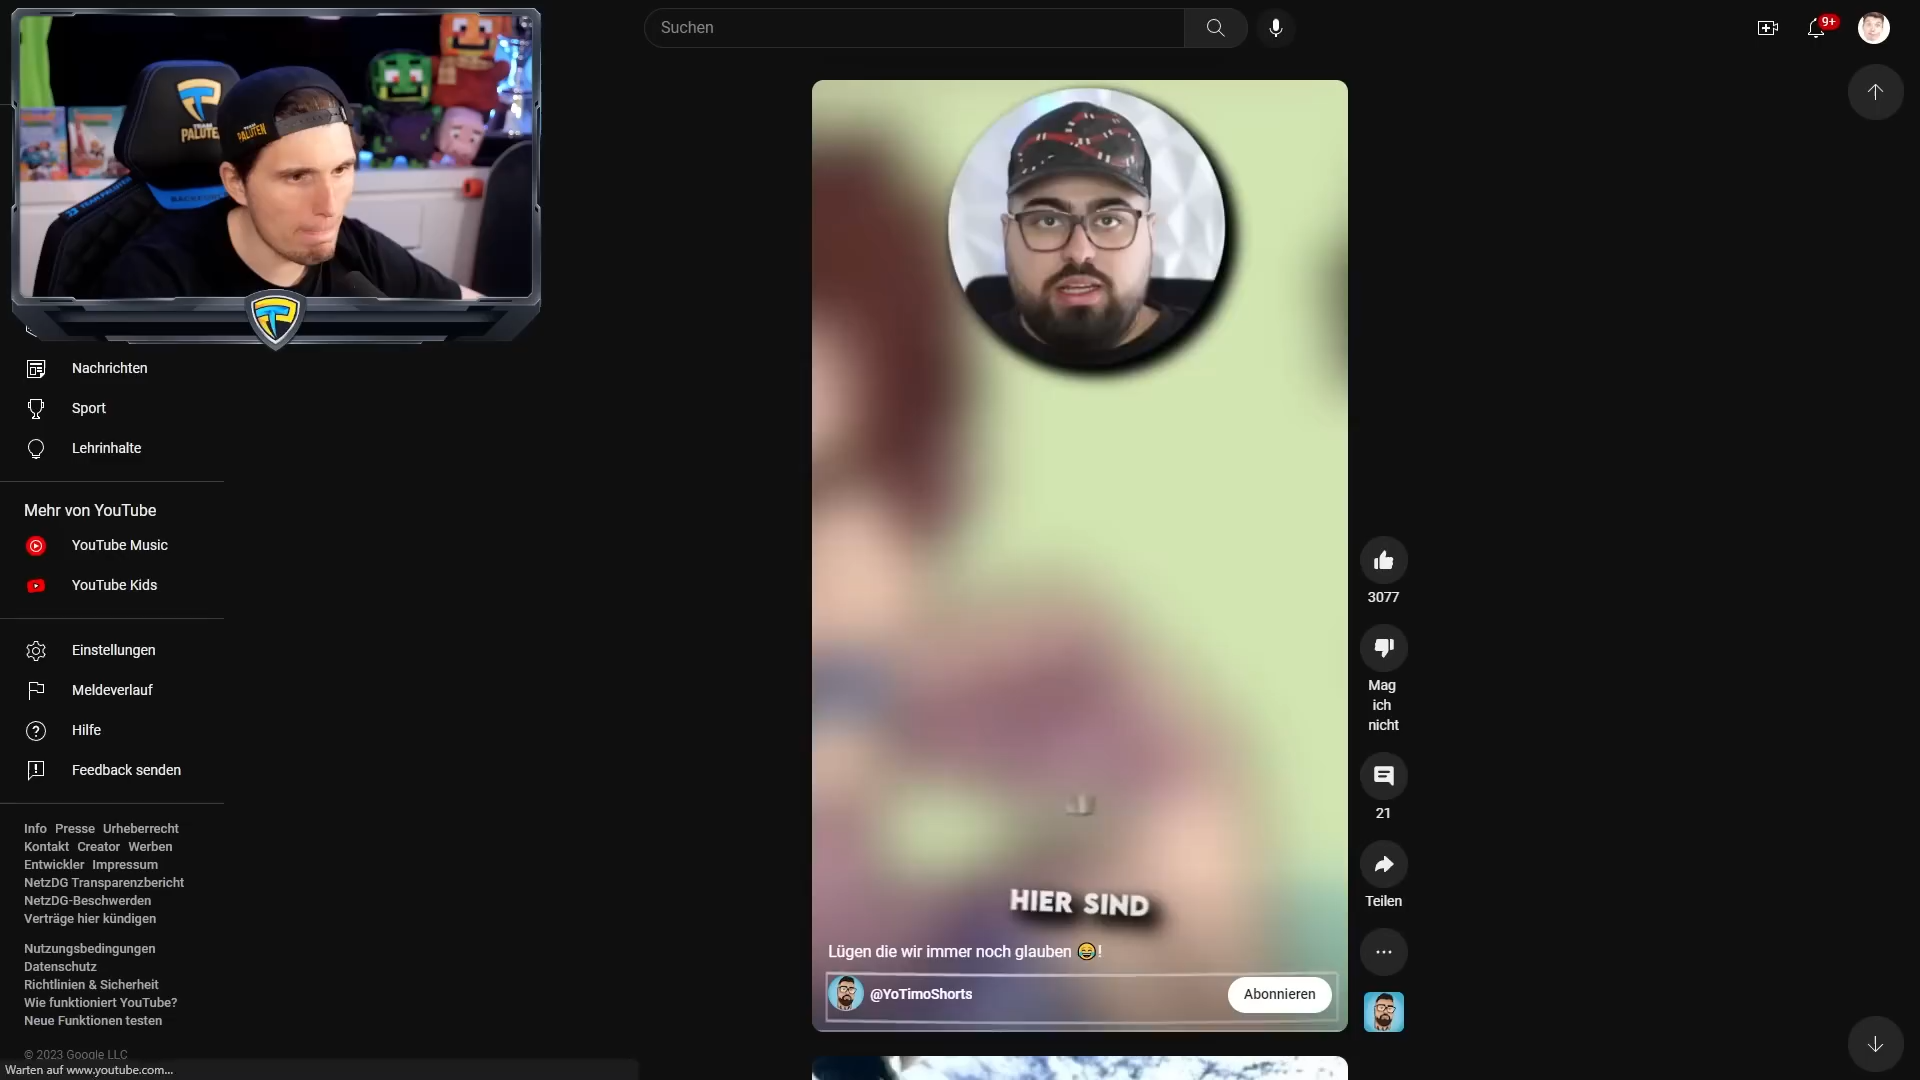 Suchen
9+
PALUTEN
PALUTEN
Nachrichten
Sport
Lehrinhalte
Mehr von YouTube
YouTube Music
YouTube Kids
Einstellungen
Meldeverlauf
Hilfe
Feedback senden
Info Presse Urheberrecht
Kontakt Creator Werben
Entwickler Impressum
NetzDG Transparenzbericht
NetzDG-Beschwerden
Verträge hier kündigen
Nutzungsbedingungen
Datenschutz
Richtlinien & Sicherheit
Wie funktioniert YouTube?
Neue Funktionen testen
© 2023 Google LLC
Warten auf www.youtube.com...
HIER SIND
Lügen die wir immer noch glauben 😂!
@YoTimoShorts
Abonnieren
3077
Mag
ich
nicht
21
Teilen